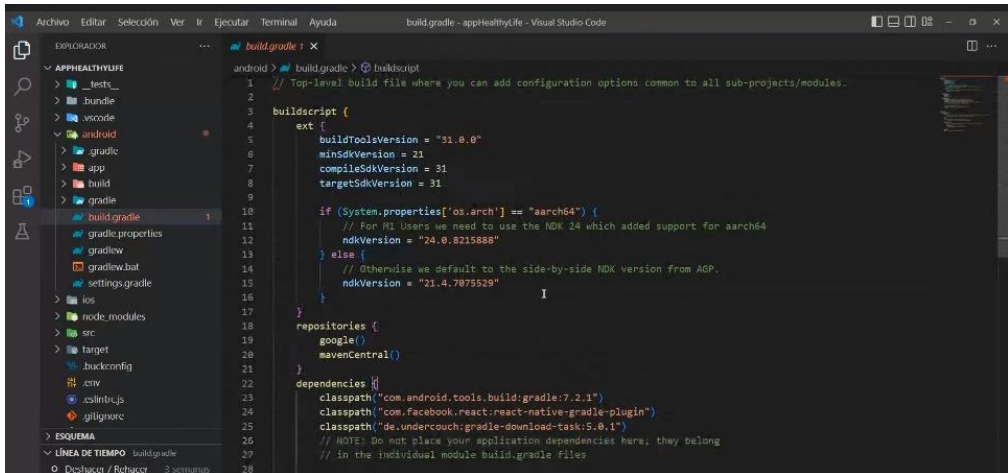 Archivo Editar Selección Ver Ir Ejecutar Terminal Ayuda
build.gradle - appHealthyLife - Visual Studio Code
EXPLORADOR
APPHEALTHYLIFE
__tests__
.bundle
.vscode
android
.gradle
app
build
gradle
build.gradle 1
gradle.properties
gradlew
gradlew.bat
settings.gradle
ios
node_modules
src
target
.buckconfig
.env
.eslintrc.js
.gitignore
ESQUEMA
LÍNEA DE TIEMPO build.gradle
Deshacer / Rehacer 3 semanas
1
build.gradle 1
android > build.gradle > buildscript
1 // Top-level build file where you can add configuration options common to all sub-projects/modules.
2
3 buildscript {
4 ext {
5 buildToolsVersion = "31.0.0"
6 minSdkVersion = 21
7 compileSdkVersion = 31
8 targetSdkVersion = 31
9
10 if (System.properties['os.arch'] == "aarch64") {
11 // For M1 Users we need to use the NDK 24 which added support for aarch64
12 ndkVersion = "24.0.8215888"
13 } else {
14 // Otherwise we default to the side-by-side NDK version from AGP.
15 ndkVersion = "21.4.7075529"
16 }
17 }
18 repositories {
19 google()
20 mavenCentral()
21 }
22 dependencies {
23 classpath("com.android.tools.build:gradle:7.2.1")
24 classpath("com.facebook.react:react-native-gradle-plugin")
25 classpath("de.undercouch:gradle-download-task:5.0.1")
26 // NOTE: Do not place your application dependencies here; they belong
27 // in the individual module build.gradle files
28